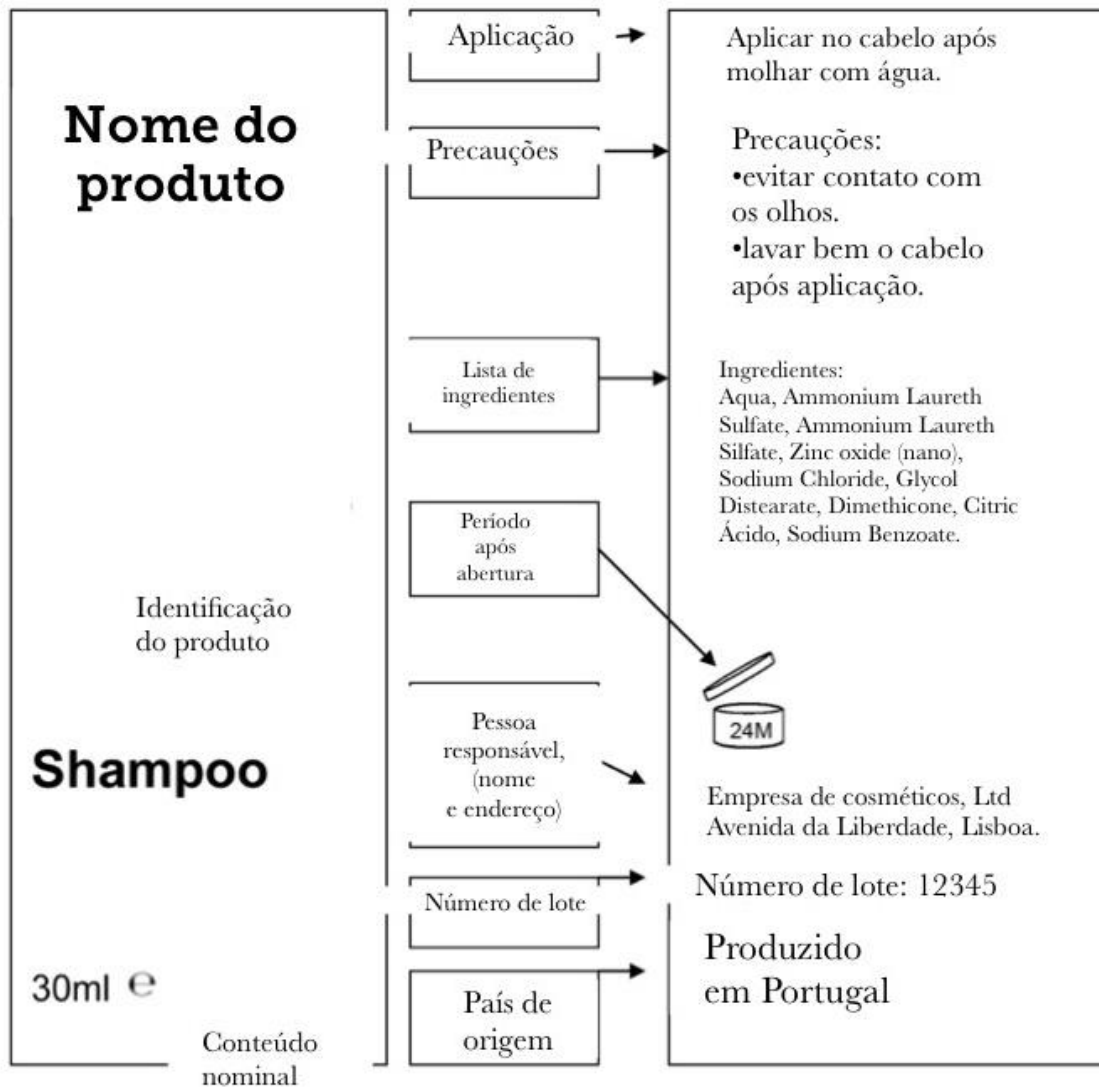 Nome do
produto
Identificação
do produto
Shampoo
30ml ℮
Conteúdo
nominal
Aplicação
Precauções
Lista de
ingredientes
Período
após
abertura
Pessoa
responsável,
(nome
e endereço)
Número de lote
País de
origem
Aplicar no cabelo após
molhar com água.
Precauções:
•evitar contato com
os olhos.
•lavar bem o cabelo
após aplicação.
Ingredientes:
Aqua, Ammonium Laureth
Sulfate, Ammonium Laureth
Silfate, Zinc oxide (nano),
Sodium Chloride, Glycol
Distearate, Dimethicone, Citric
Ácido, Sodium Benzoate.
24M
Empresa de cosméticos, Ltd
Avenida da Liberdade, Lisboa.
Número de lote: 12345
Produzido
em Portugal